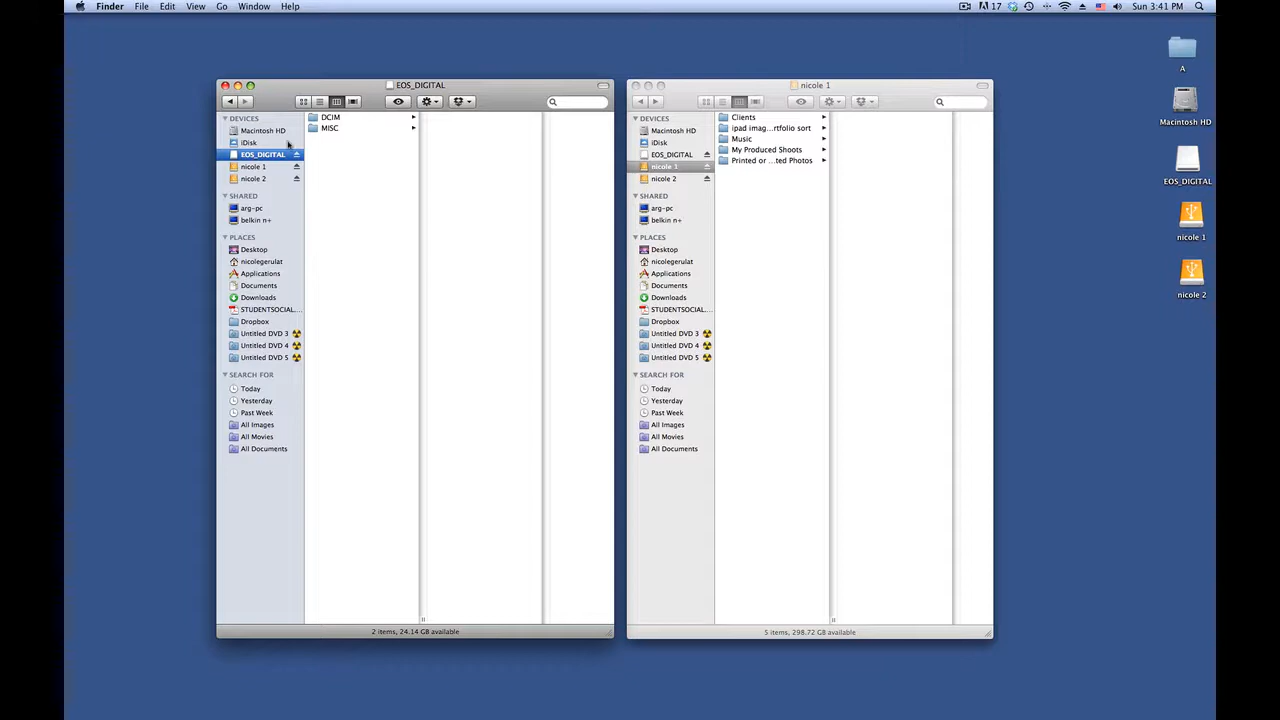 Finder File Edit View Go Window Help
17 Sun 3:41 PM
EOS_DIGITAL
DEVICES
Macintosh HD
iDisk
EOS_DIGITAL
nicole 1
nicole 2
SHARED
arg-pc
belkin n+
PLACES
Desktop
nicolegerulat
Applications
Documents
Downloads
STUDENTSOCIAL...
Dropbox
Untitled DVD 3
Untitled DVD 4
Untitled DVD 5
SEARCH FOR
Today
Yesterday
Past Week
All Images
All Movies
All Documents
DCIM
MISC
2 items, 24.14 GB available
nicole 1
DEVICES
Macintosh HD
iDisk
EOS_DIGITAL
nicole 1
nicole 2
SHARED
arg-pc
belkin n+
PLACES
Desktop
nicolegerulat
Applications
Documents
Downloads
STUDENTSOCIAL...
Dropbox
Untitled DVD 3
Untitled DVD 4
Untitled DVD 5
SEARCH FOR
Today
Yesterday
Past Week
All Images
All Movies
All Documents
Clients
ipad imag...rtfolio sort
Music
My Produced Shoots
Printed or ...ted Photos
5 items, 298.72 GB available
A
Macintosh HD
EOS_DIGITAL
nicole 1
nicole 2